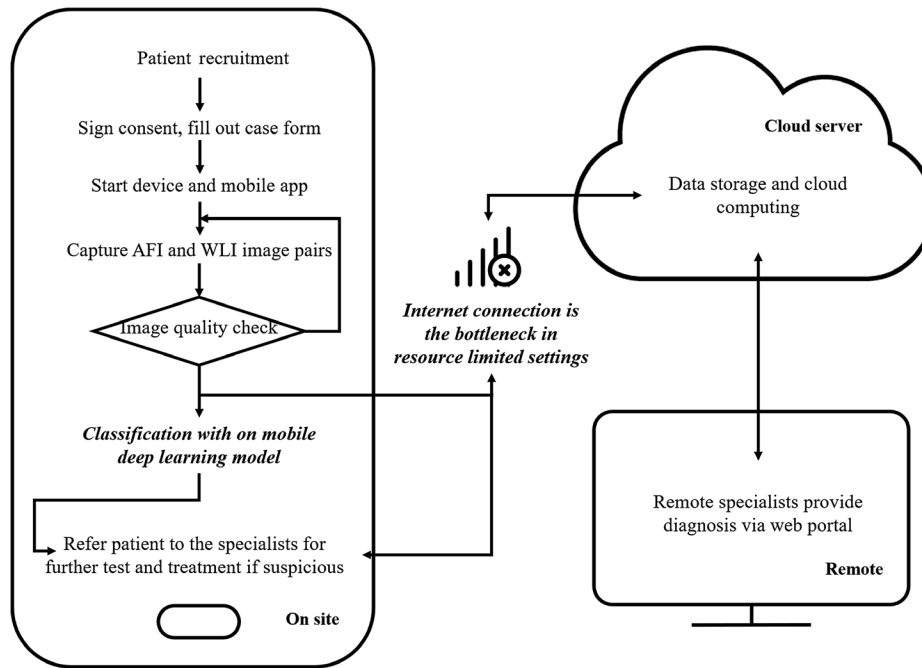 Patient recruitment
Sign consent, fill out case form
Start device and mobile app
Capture AFI and WLI image pairs
Image quality check
Classification with on mobile
deep learning model
Refer patient to the specialists for
further test and treatment if suspicious
On site
Internet connection is
the bottleneck in
resource limited settings
Cloud server
Data storage and cloud
computing
Remote specialists provide
diagnosis via web portal
Remote